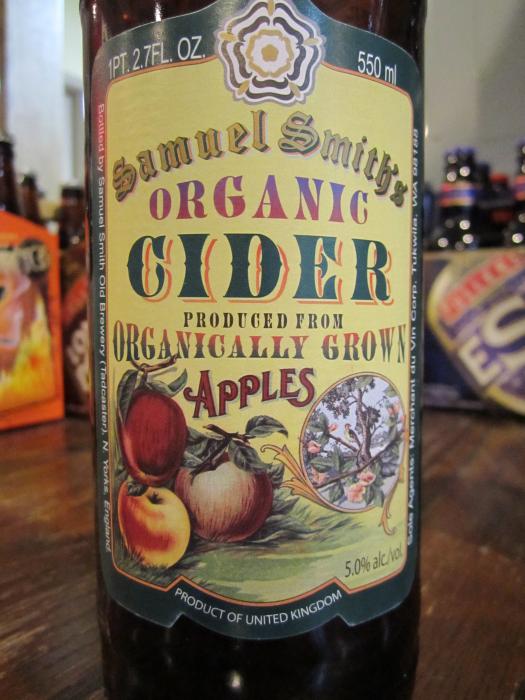 1PT. 2.7FL. OZ.
550 ml
Samuel Smith's
ORGANIC
CIDER
PRODUCED FROM
ORGANICALLY GROWN
APPLES
5.0% alc./vol.
PRODUCT OF UNITED KINGDOM
Bottled by Samuel Smith Old Brewery (Tadcaster), N. Yorks, England
Sole Agents: Merchant du Vin Corp. Tukwila, WA 98188